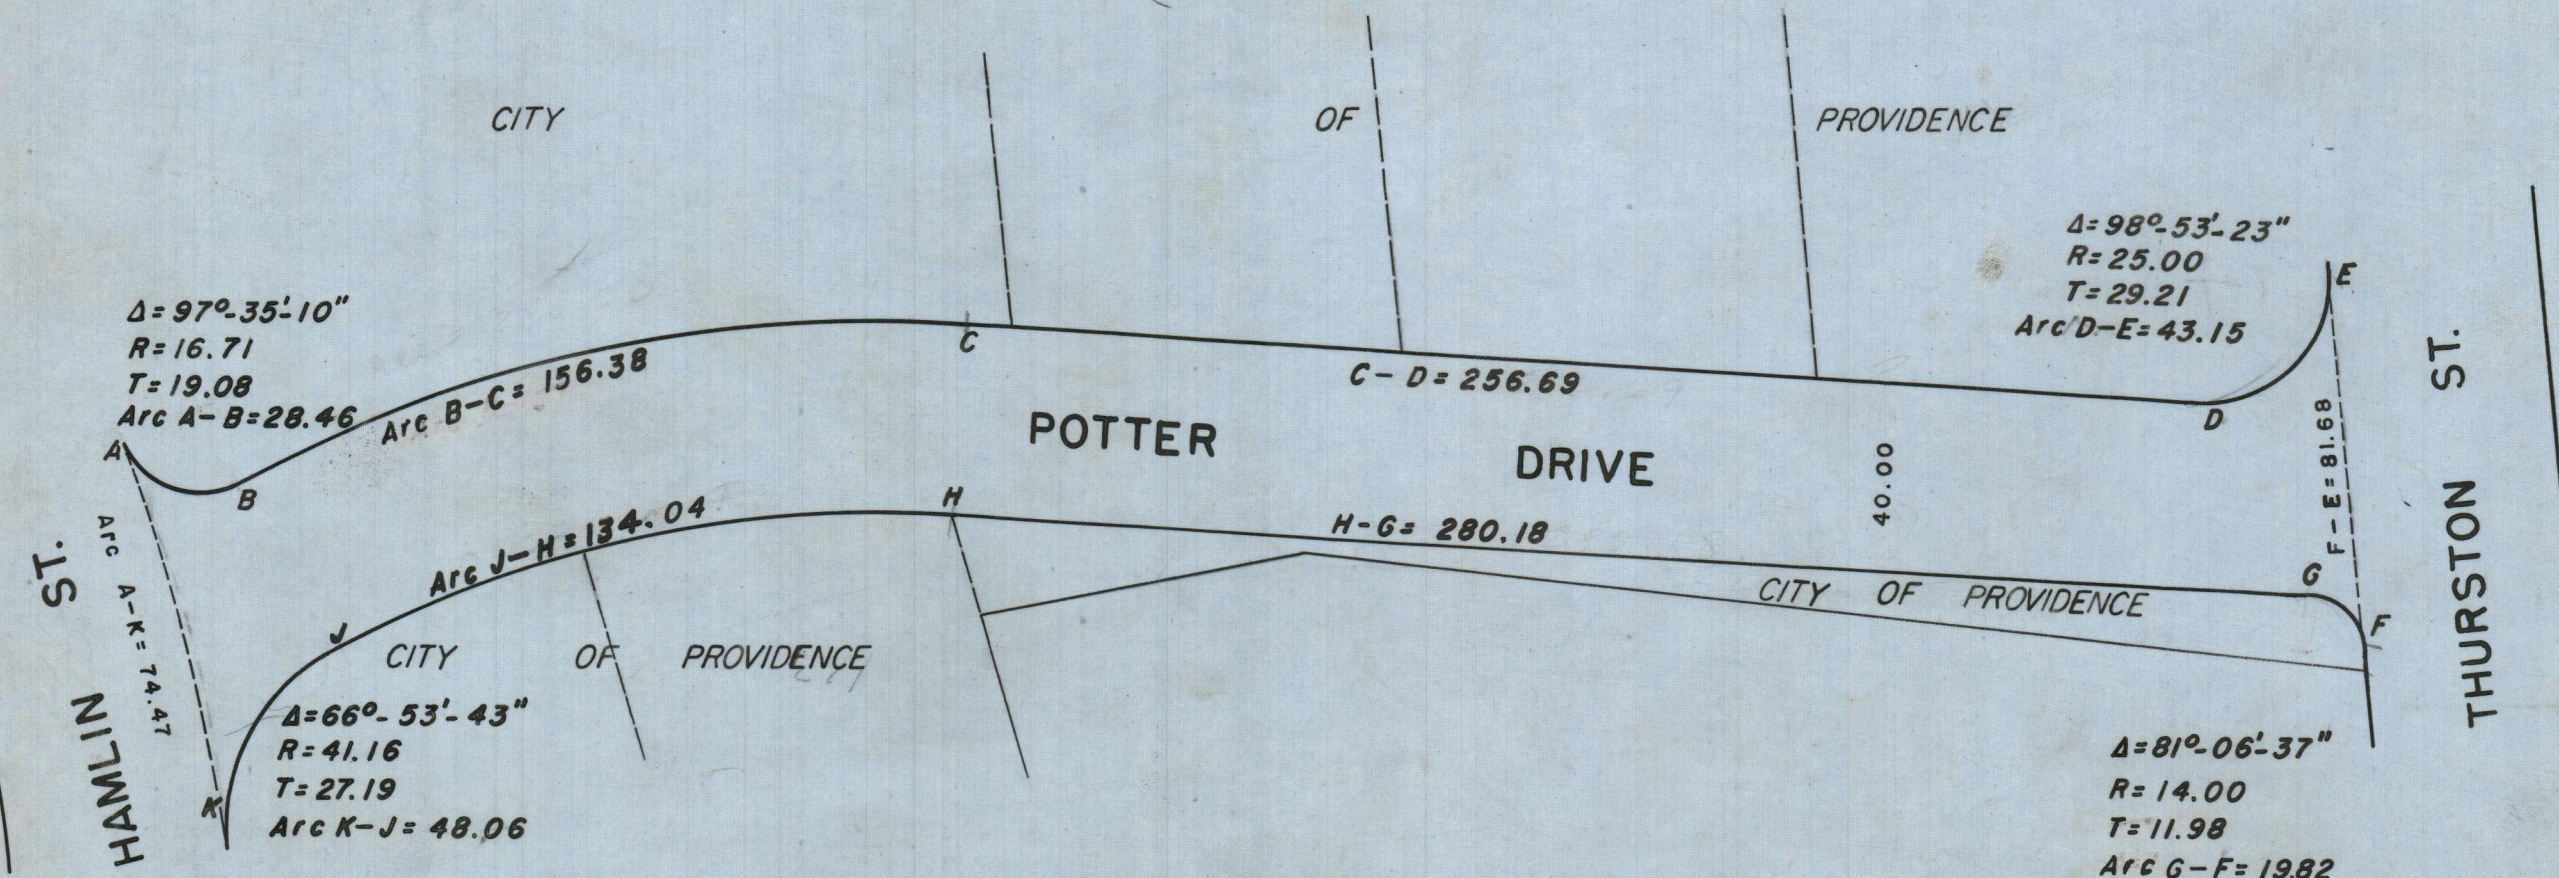 CITY OF PROVIDENCE
Δ=97°-35'-10"
R=16.71
T=19.08
Arc A-B=28.46
A
B
Arc B-C= 156.38
C
C-D= 256.69
Δ=98°-53'-23"
R=25.00
T=29.21
Arc D-E=43.15
E
D
POTTER DRIVE
40.00
F-E=81.68
THURSTON ST.
HAMLIN ST.
Arc A-K= 74.47
Arc J-H=134.04
H
H-G= 280.18
G
F
CITY OF PROVIDENCE
J
CITY OF PROVIDENCE
K
Δ=66°-53'-43"
R=41.16
T=27.19
Arc K-J= 48.06
Δ=81°-06'-37"
R=14.00
T=11.98
Arc G-F= 19.82